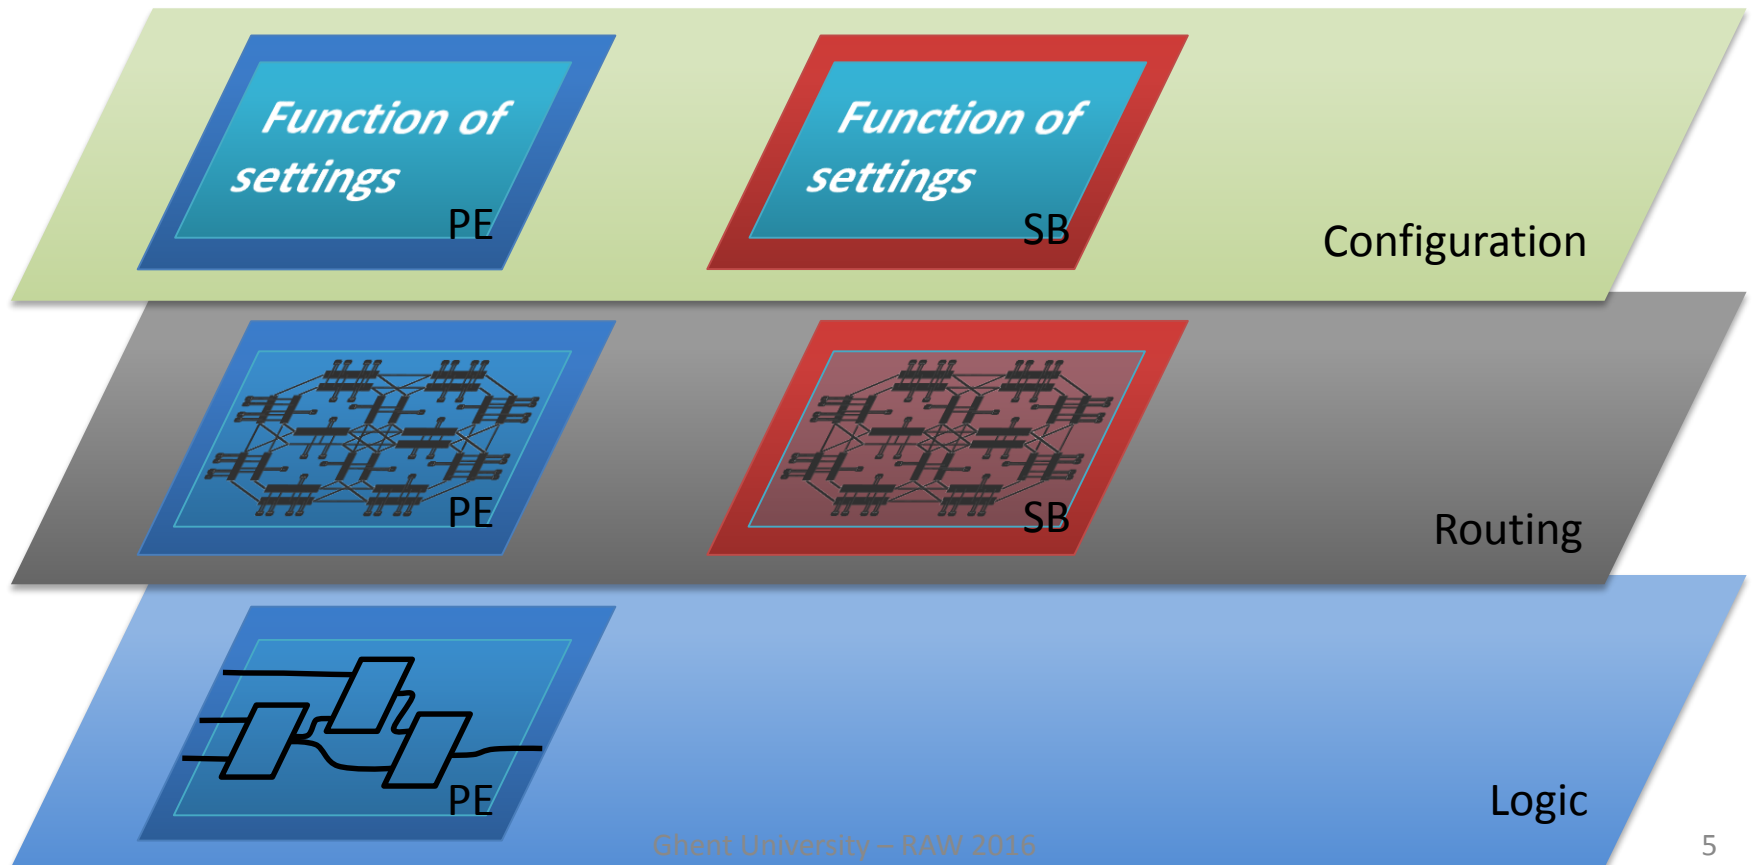 Function of
settings
PE
Function of
settings
SB
Configuration
PE
SB
Routing
PE
Logic
Ghent University – RAW 2016
5